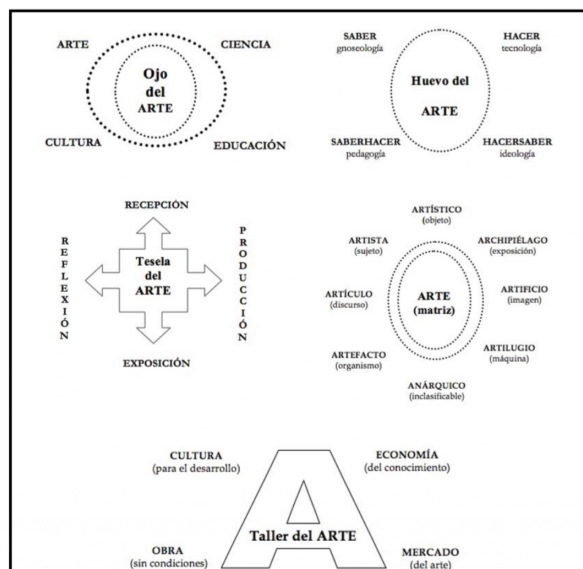 ARTE
CIENCIA
Ojo
del
ARTE
CULTURA
EDUCACIÓN
SABER
gnoseología
HACER
tecnología
Huevo del
ARTE
SABERHACER
pedagogía
HACERSABER
ideología
RECEPCIÓN
REFLEXIÓN
Tesela
del
ARTE
PRODUCCIÓN
EXPOSICIÓN
ARTÍSTICO
(objeto)
ARTISTA
(sujeto)
ARCHIPIÉLAGO
(exposición)
ARTÍCULO
(discurso)
ARTE
(matriz)
ARTIFICIO
(imagen)
ARTEFACTO
(organismo)
ARTILUGIO
(máquina)
ANÁRQUICO
(inclasificable)
CULTURA
(para el desarrollo)
ECONOMÍA
(del conocimiento)
A
Taller del ARTE
OBRA
(sin condiciones)
MERCADO
(del arte)